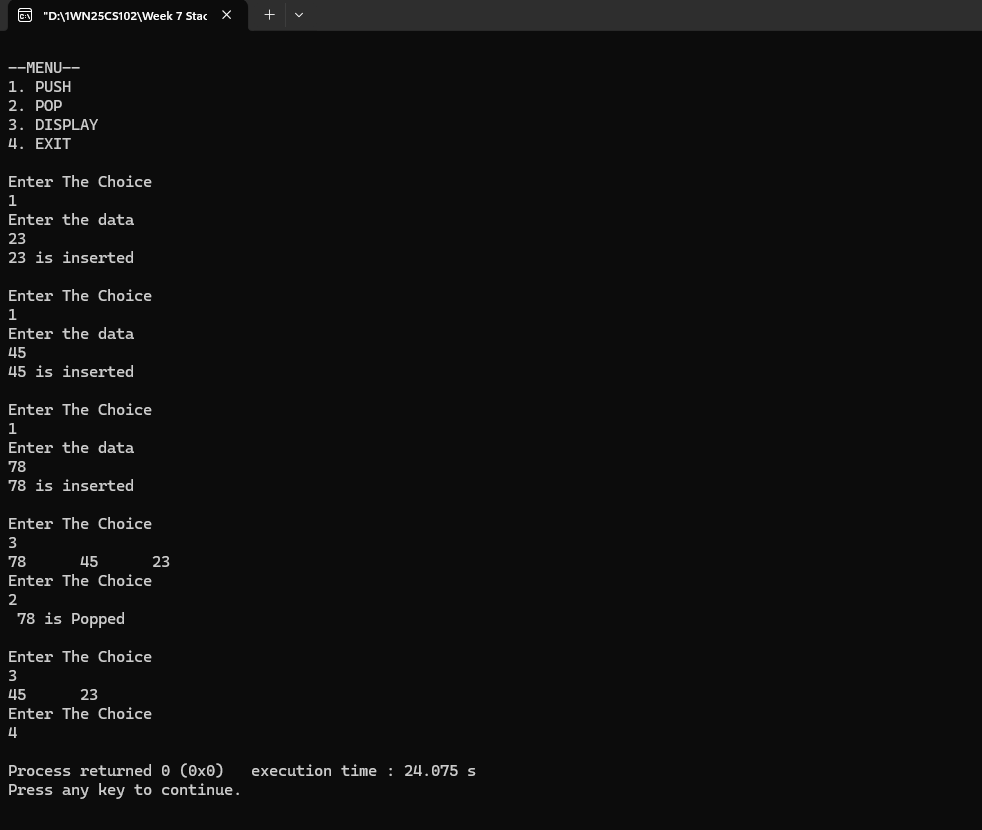 "D:\1WN25CS102\Week 7 Stac
--MENU--
1. PUSH
2. POP
3. DISPLAY
4. EXIT
Enter The Choice
1
Enter the data
23
23 is inserted
Enter The Choice
1
Enter the data
45
45 is inserted
Enter The Choice
1
Enter the data
78
78 is inserted
Enter The Choice
3
78      45      23
Enter The Choice
2
 78 is Popped
Enter The Choice
3
45      23
Enter The Choice
4
Process returned 0 (0x0)   execution time : 24.075 s
Press any key to continue.